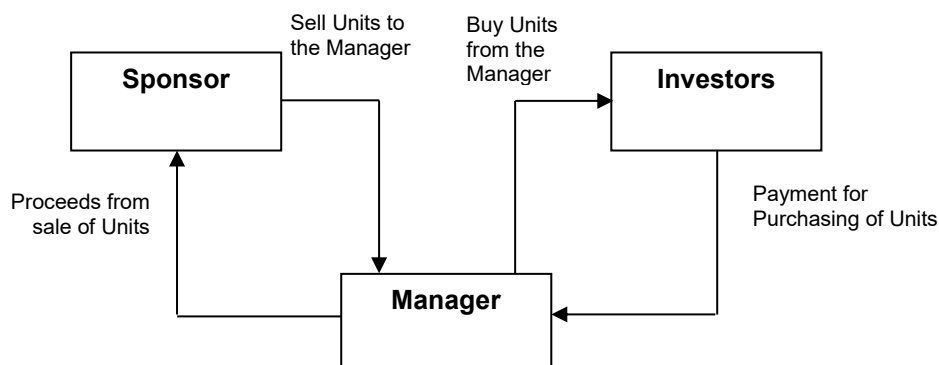 Sell Units to
the Manager
Buy Units
from the
Manager
Sponsor
Investors
Proceeds from
sale of Units
Payment for
Purchasing of Units
Manager